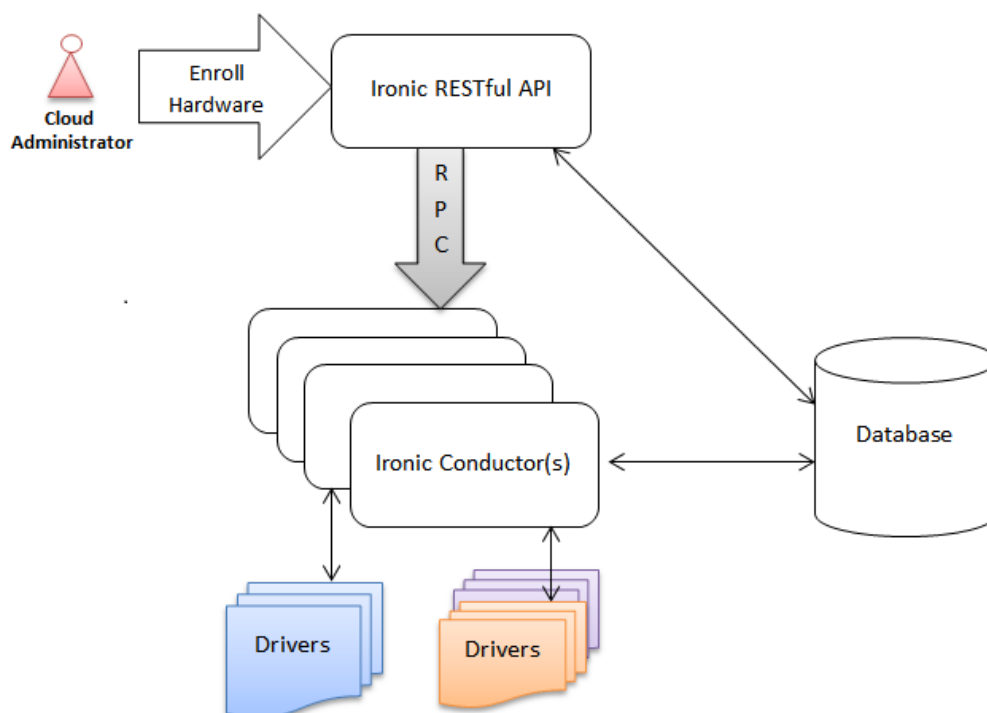 Enroll
Hardware
Ironic RESTful API
Cloud
Administrator
R
P
C
Database
Ironic Conductor(s)
Drivers
Drivers